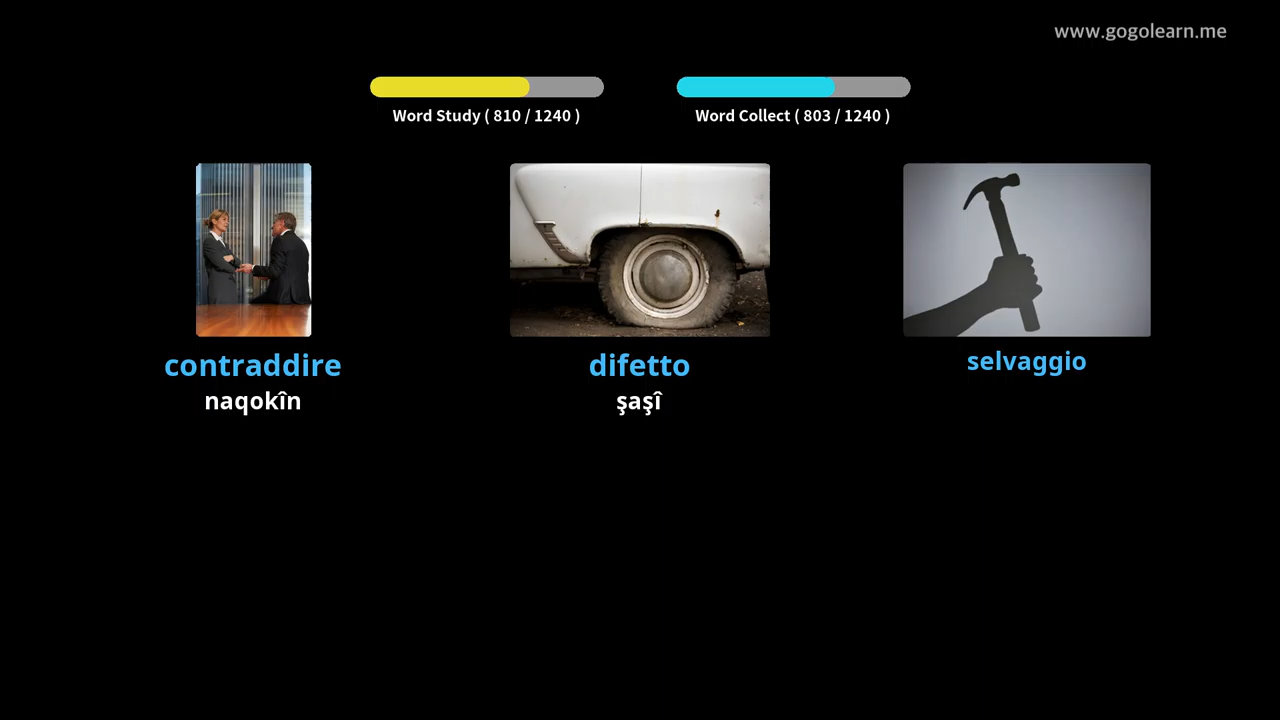 www.gogolearn.me
Word Study ( 810 / 1240 )
Word Collect ( 803 / 1240 )
contraddire
naqokîn
difetto
şaşî
selvaggio